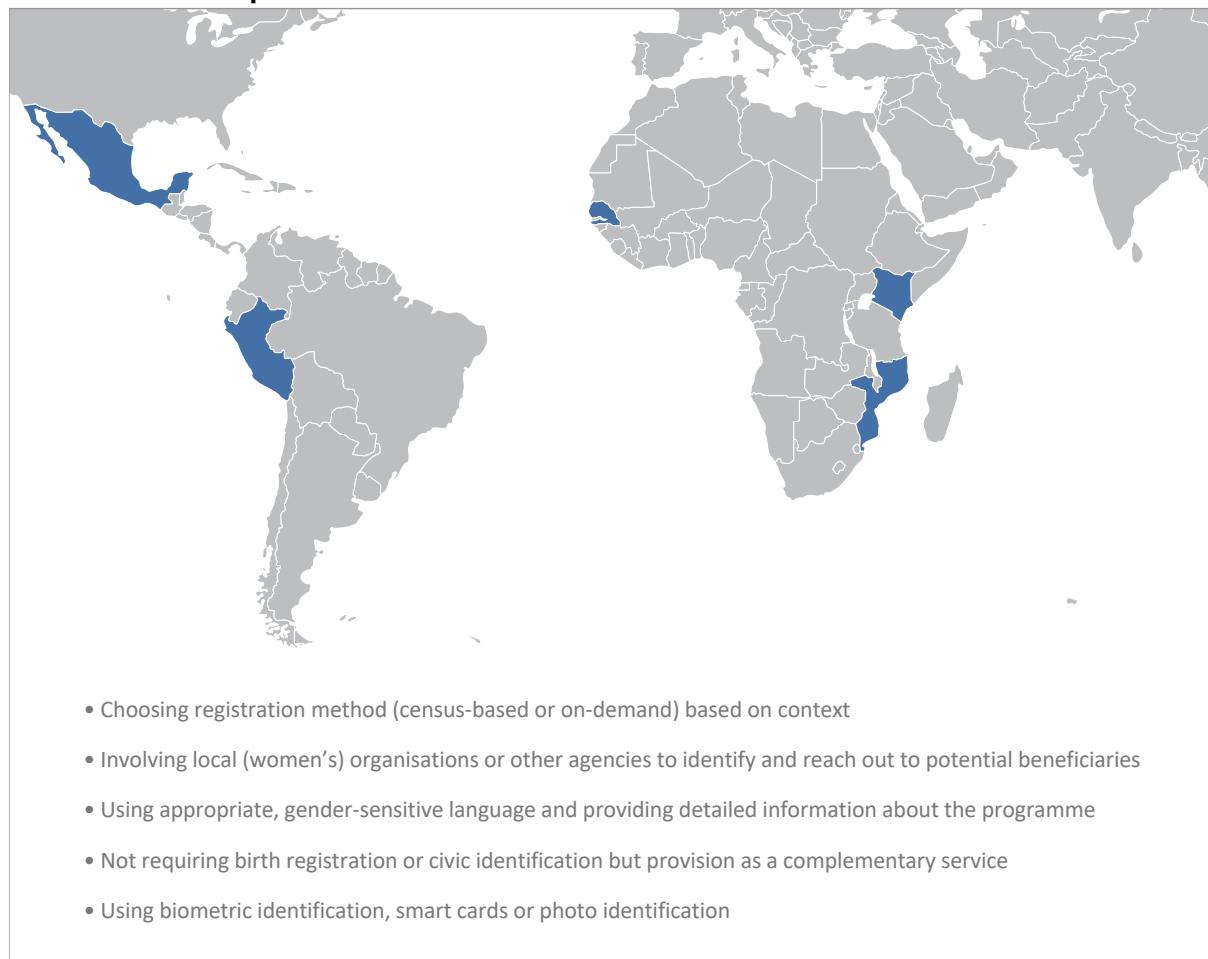 • Choosing registration method (census-based or on-demand) based on context
• Involving local (women’s) organisations or other agencies to identify and reach out to potential beneficiaries
• Using appropriate, gender-sensitive language and providing detailed information about the programme
• Not requiring birth registration or civic identification but provision as a complementary service
• Using biometric identification, smart cards or photo identification